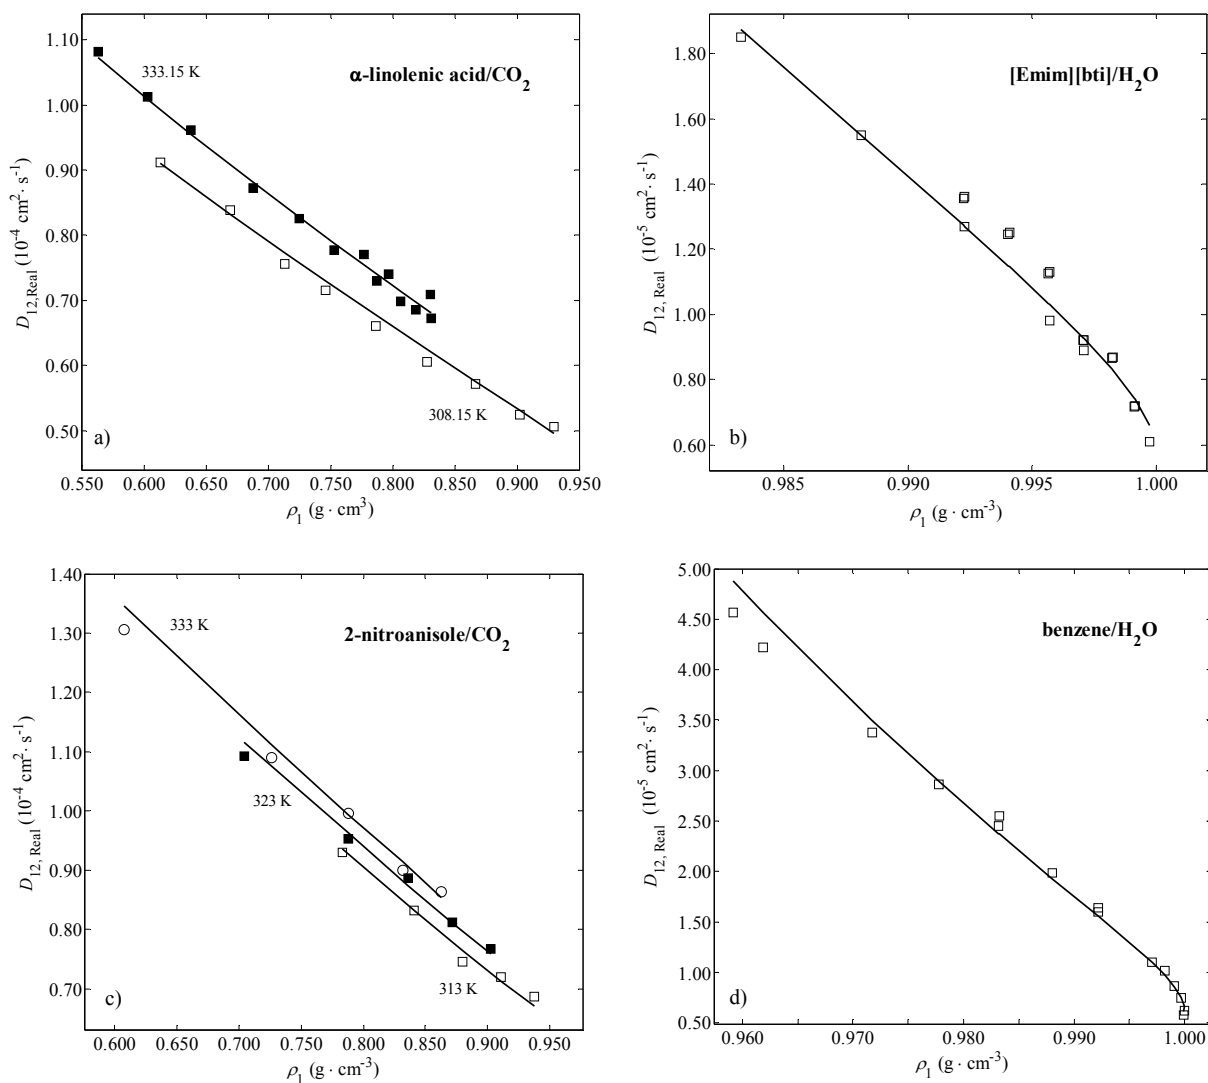 1.10
1.00
0.90
0.80
0.70
0.60
0.50
D12,Real (10-4 cm2· s-1)
333.15 K
α-linolenic acid/CO2
308.15 K
a)
0.550 0.600 0.650 0.700 0.750 0.800 0.850 0.900 0.950
ρ1 (g · cm3)
1.80
1.60
1.40
1.20
1.00
0.80
0.60
D12, Real (10-5 cm2· s-1)
[Emim][bti]/H2O
b)
0.985 0.990 0.995 1.000
ρ1 (g · cm-3)
1.40
1.30
1.20
1.10
1.00
0.90
0.80
0.70
D12, Real (10-4 cm2· s-1)
333 K
2-nitroanisole/CO2
323 K
313 K
c)
0.600 0.650 0.700 0.750 0.800 0.850 0.900 0.950
ρ1 (g · cm-3)
5.00
4.50
4.00
3.50
3.00
2.50
2.00
1.50
1.00
0.50
D12, Real (10-5 cm2· s-1)
benzene/H2O
d)
0.960 0.970 0.980 0.990 1.000
ρ1 (g · cm-3)